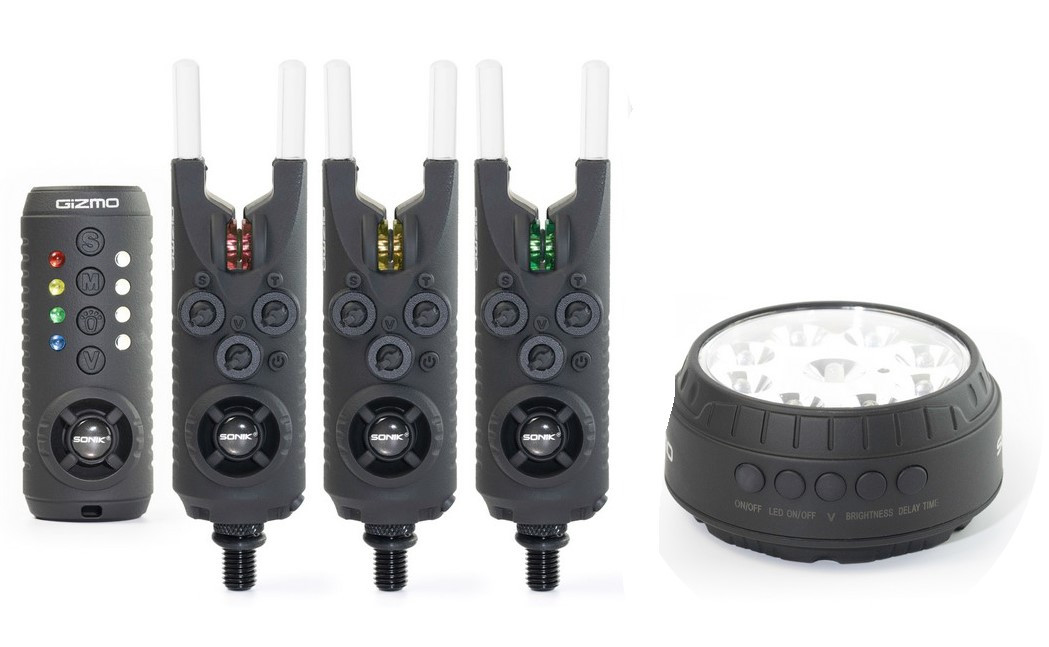 GiZMO
S
M
V
SONIK
S T
V
SONIK
S T
V
SONIK
S T
V
SONIK
ON/OFF LED ON/OFF V BRIGHTNESS DELAY TIME